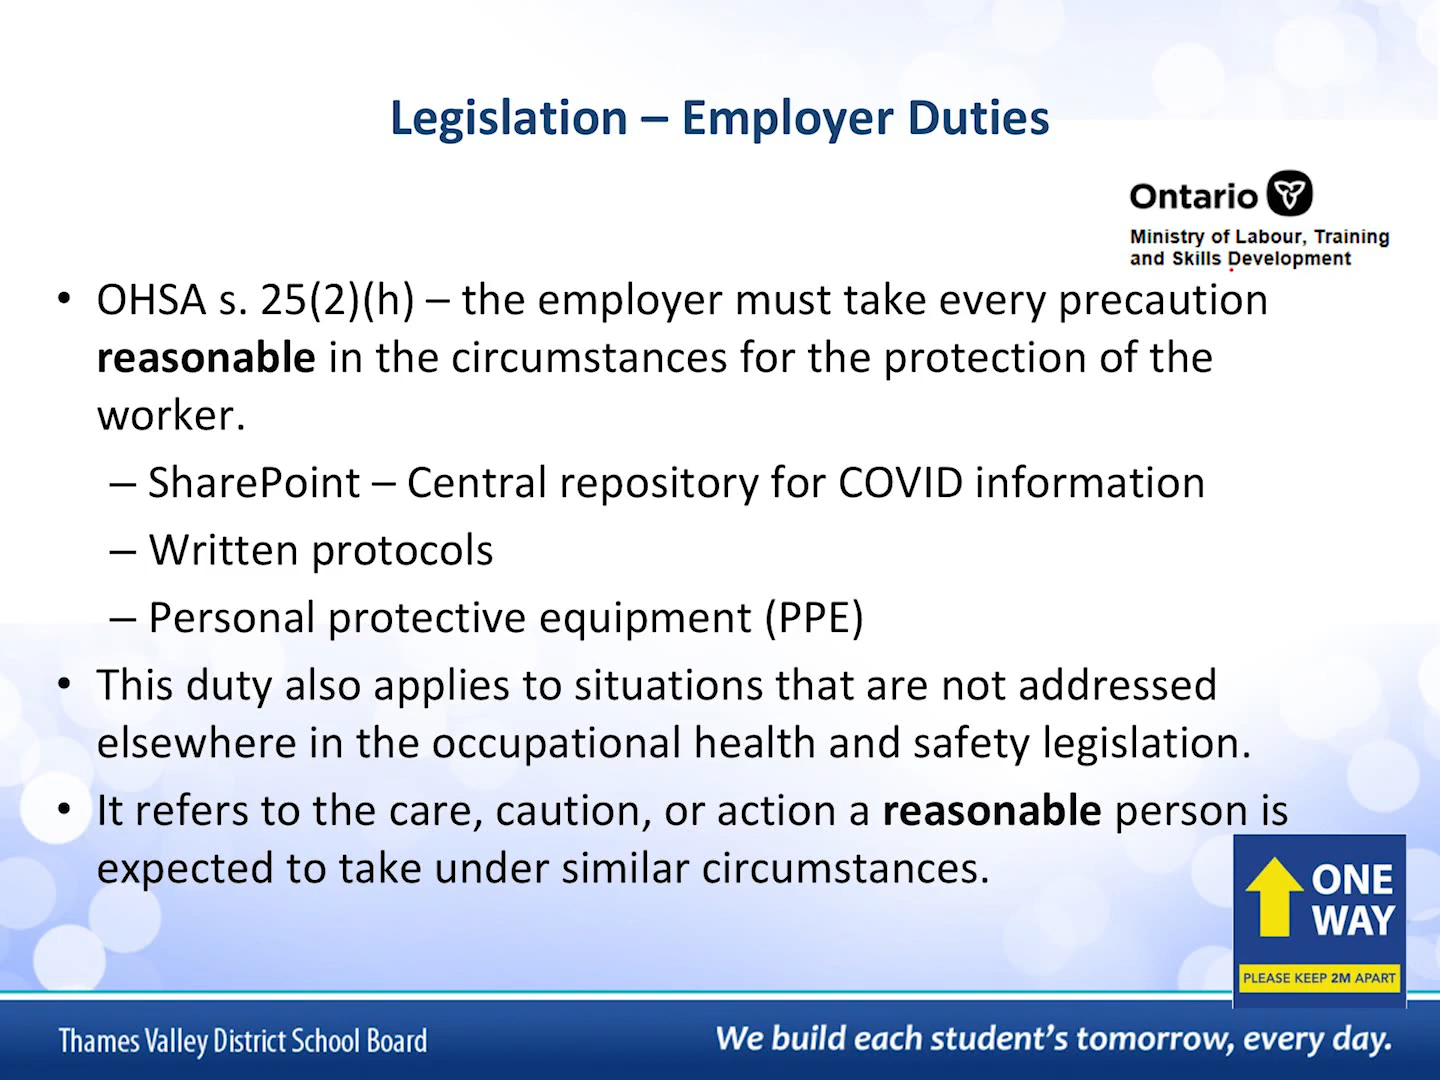 Legislation – Employer Duties
Ontario
Ministry of Labour, Training
and Skills Development
• OHSA s. 25(2)(h) – the employer must take every precaution
reasonable in the circumstances for the protection of the
worker.
– SharePoint – Central repository for COVID information
– Written protocols
– Personal protective equipment (PPE)
• This duty also applies to situations that are not addressed
elsewhere in the occupational health and safety legislation.
• It refers to the care, caution, or action a reasonable person is
expected to take under similar circumstances.
ONE
WAY
PLEASE KEEP 2M APART
Thames Valley District School Board
We build each student's tomorrow, every day.